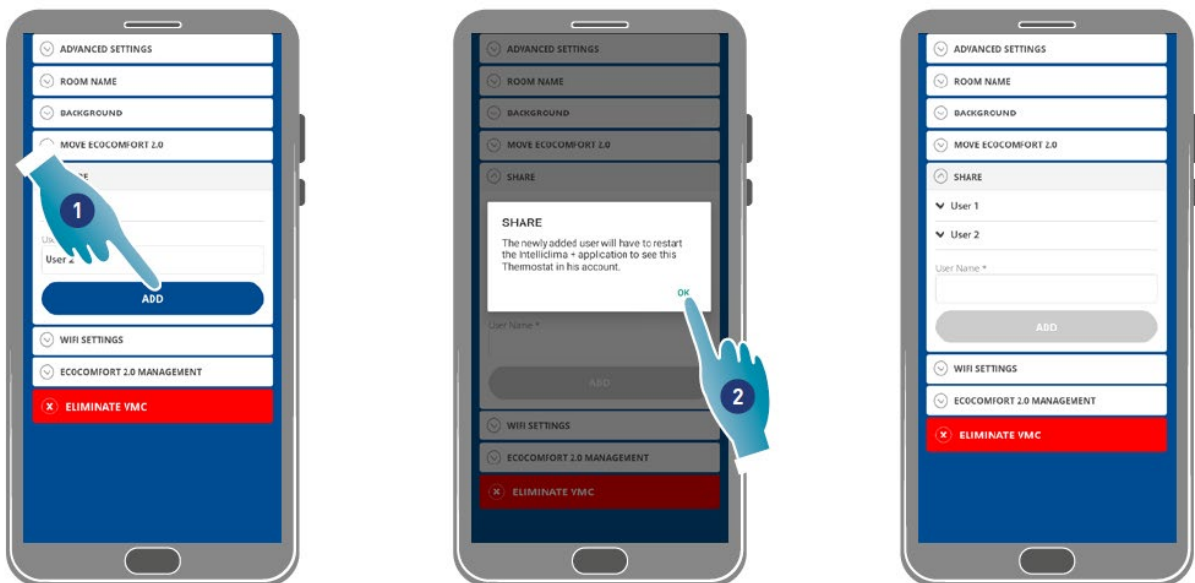 ADVANCED SETTINGS
ROOM NAME
BACKGROUND
MOVE ECOCOMFORT 2.0
1
User 2
ADD
WIFI SETTINGS
ECOCOMFORT 2.0 MANAGEMENT
ELIMINATE VMC
ADVANCED SETTINGS
ROOM NAME
BACKGROUND
MOVE ECOCOMFORT 2.0
SHARE
SHARE
The newly added user will have to restart
the Intelliclima + application to see this
Thermostat in his account.
OK
User Name *
ADD
2
WIFI SETTINGS
ECOCOMFORT 2.0 MANAGEMENT
ELIMINATE VMC
ADVANCED SETTINGS
ROOM NAME
BACKGROUND
MOVE ECOCOMFORT 2.0
SHARE
User 1
User 2
User Name *
ADD
WIFI SETTINGS
ECOCOMFORT 2.0 MANAGEMENT
ELIMINATE VMC